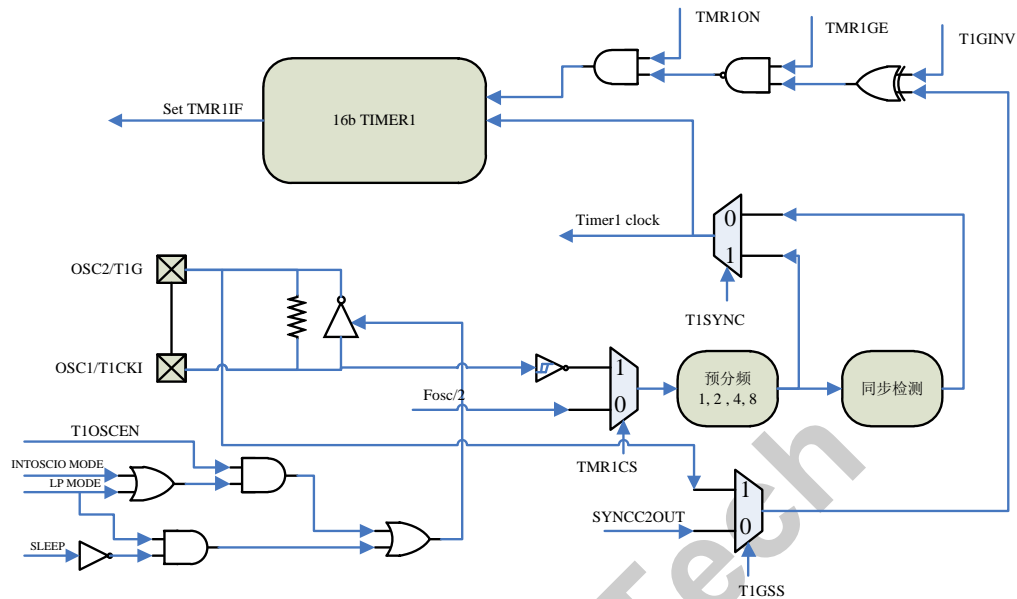 TMR1ON
TMR1GE
T1GINV
Set TMR1IF
16b TIMER1
Timer1 clock
0
1
T1SYNC
OSC2/T1G
OSC1/T1CKI
Fosc/2
1
0
TMR1CS
预分频
1, 2 , 4, 8
同步检测
T1OSCEN
INTOSCIO MODE
LP MODE
SLEEP
SYNCC2OUT
1
0
T1GSS
Tech